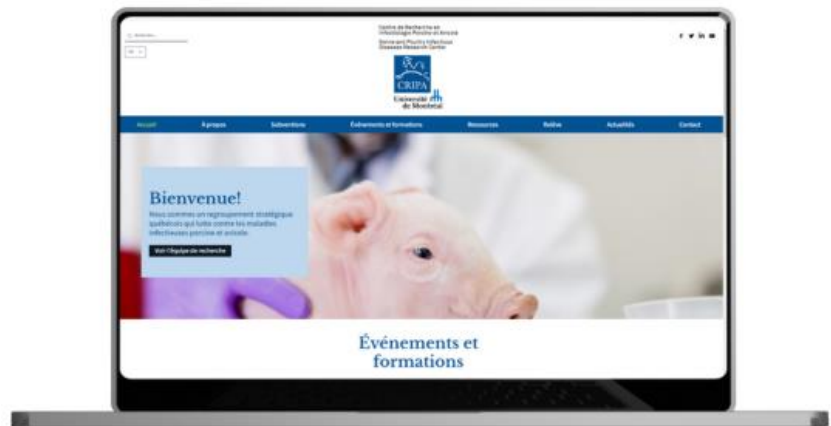 Rechercher...
Centre de Recherche en
Infectiologie Porcine et Avicole
Swine and Poultry Infectious
Diseases Research Center
CRIPA
Université
de Montréal
Accueil
À propos
Subventions
Événements et formations
Ressources
Relève
Actualités
Contact
Bienvenue!
Nous sommes un regroupement stratégique
québécois qui lutte contre les maladies
infectieuses porcine et avicole.
Voir l'équipe de recherche
Événements et
formations